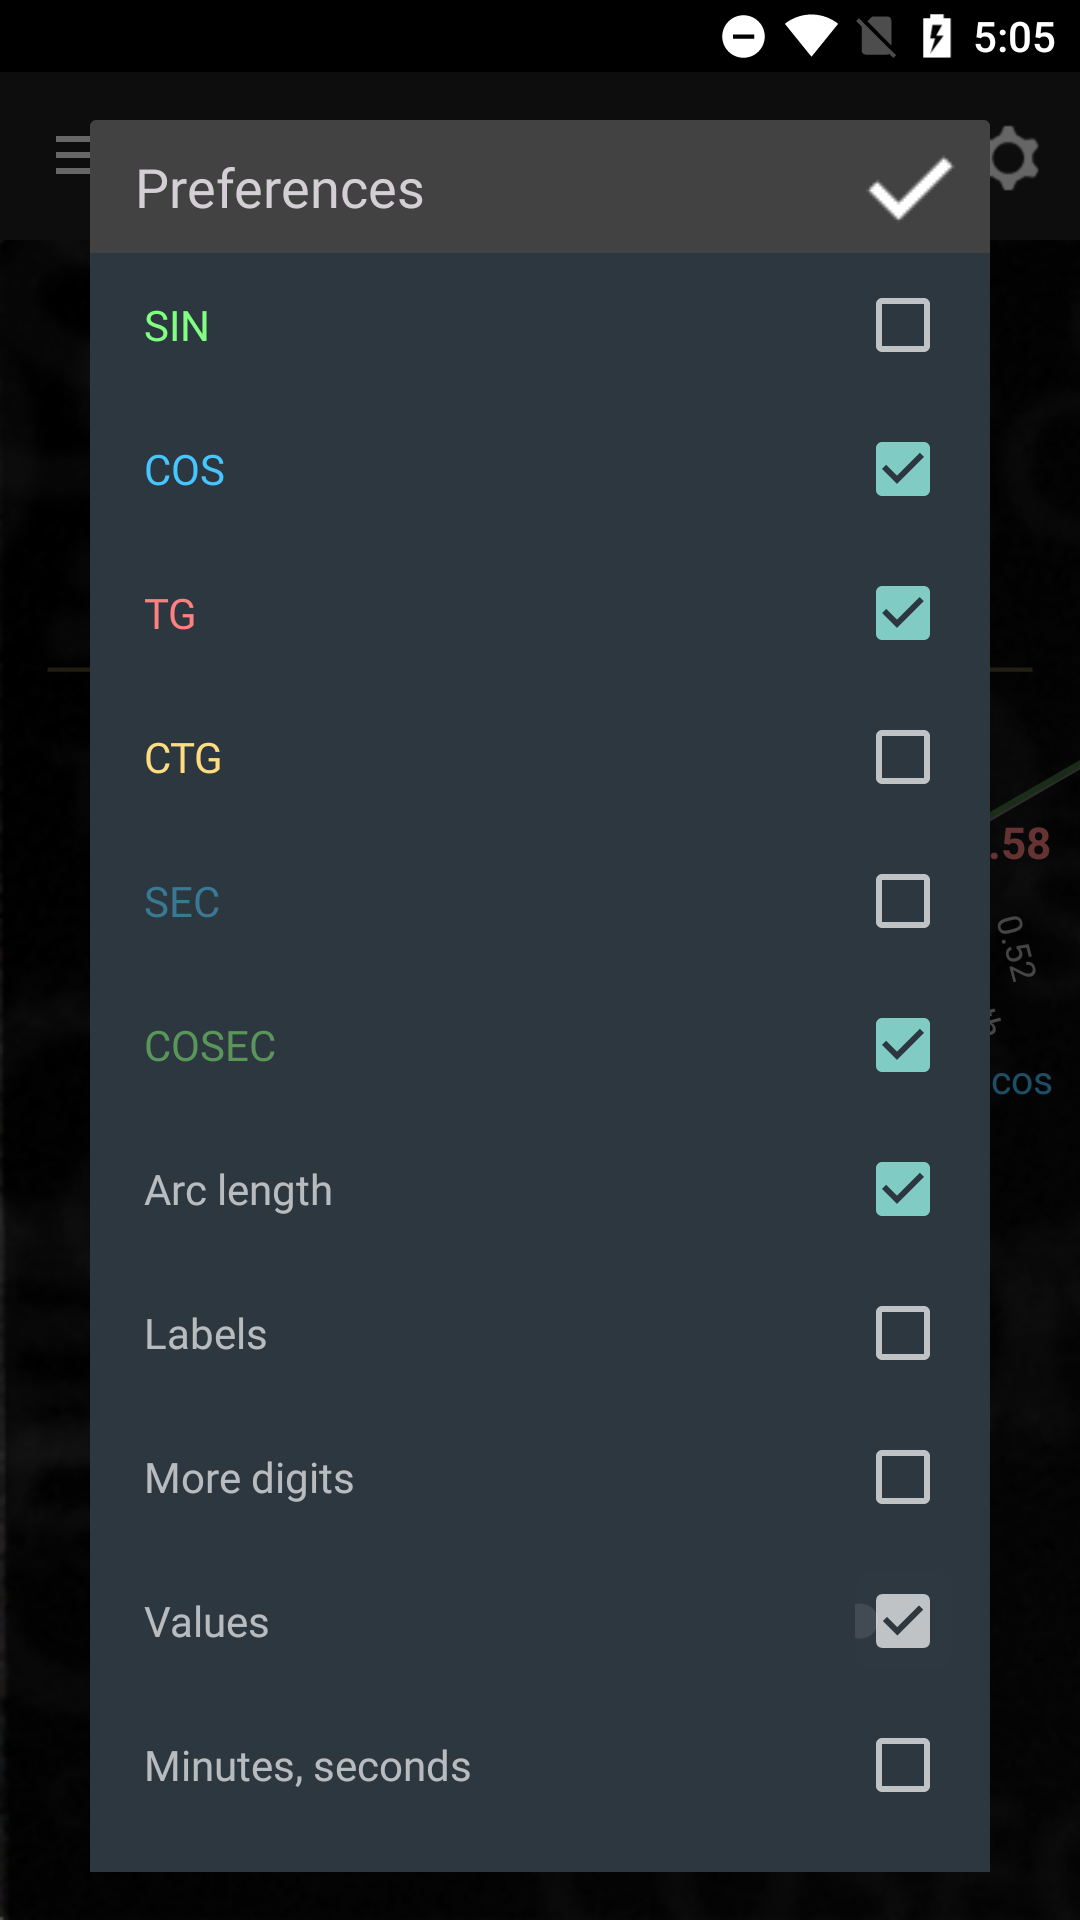 5:05
Preferences
SIN
COS
TG
CTG
SEC
.58
COSEC
0.52
cos
Arc length
Labels
More digits
Values
Minutes, seconds